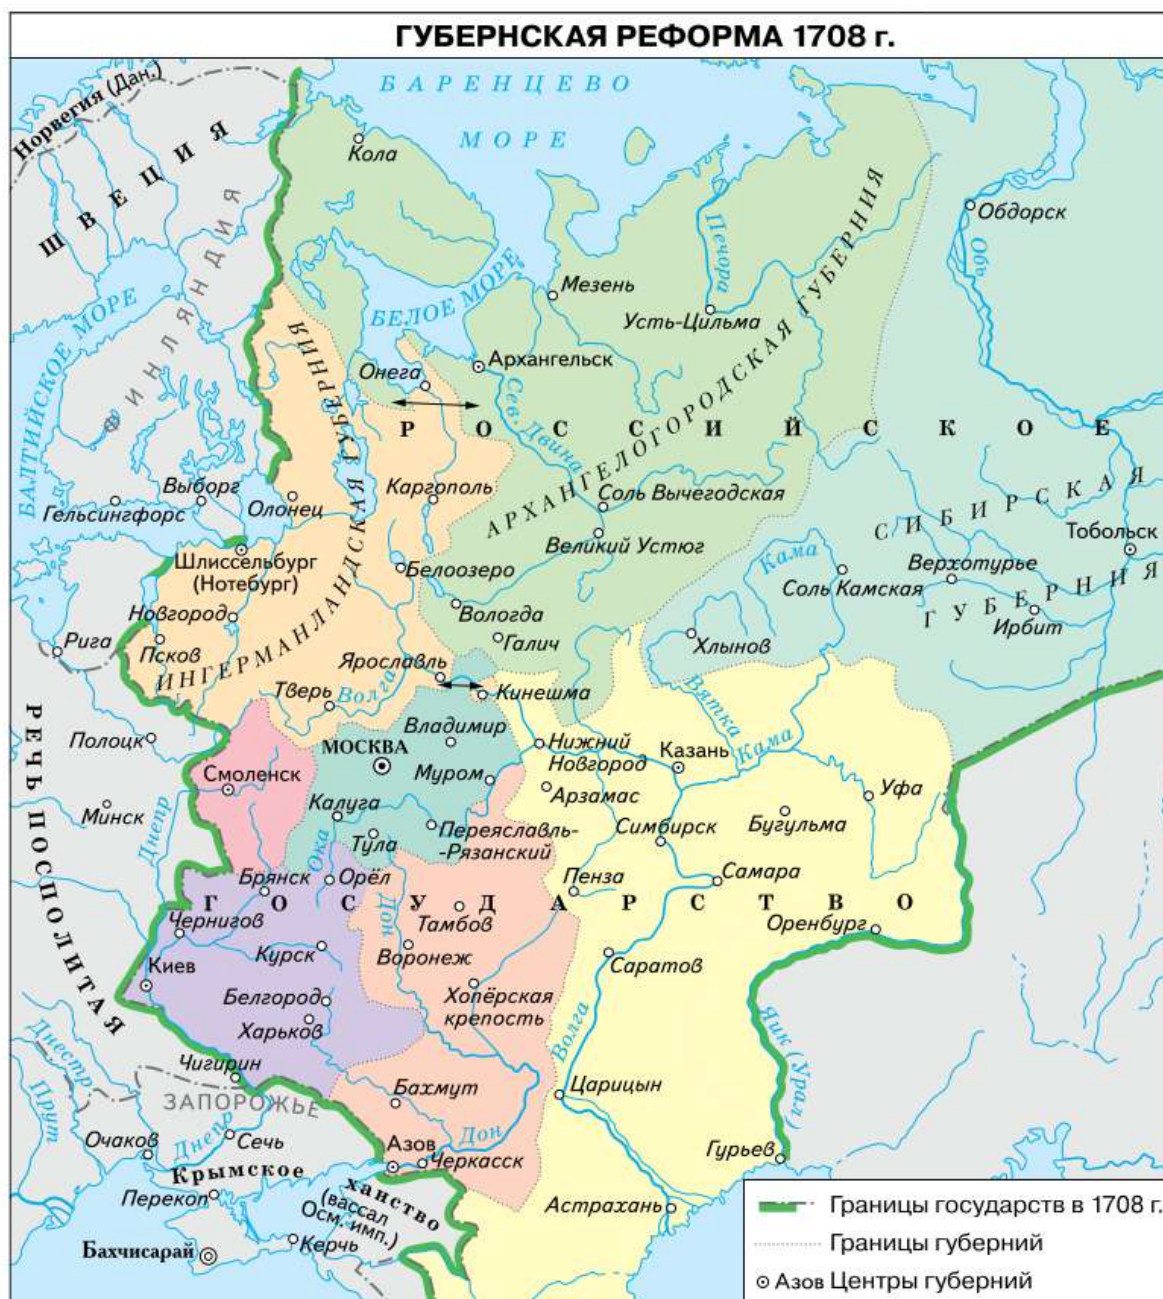 ГУБЕРНСКАЯ РЕФОРМА 1708 г.
Норвегия (Дан.)
БАРЕНЦЕВО
МОРЕ
ШВЕЦИЯ
ФИНЛЯНДИЯ
БАЛТИЙСКОЕ МОРЕ
Кола
Печора
Обдорск
Обь
Мезень
Усть-Цильма
БЕЛОЕ МОРЕ
Архангельск
Онега
Сев. Двина
АРХАНГЕЛОГОРОДСКАЯ ГУБЕРНИЯ
ИНГЕРМАНЛАНДСКАЯ ГУБЕРНИЯ
РОССИЙСКОЕ
Выборг
Гельсингфорс
Олонец
Каргополь
Соль Вычегодская
Великий Устюг
СИБИРСКАЯ
ГУБЕРНИЯ
Тобольск
Шлиссельбург
(Нотебург)
Белоозеро
Кама
Соль Камская
Верхотурье
Ирбит
Новгород
Вологда
Галич
Хлынов
Рига
Псков
Ярославль
Кинешма
Тверь
Волга
Вятка
РЕЧЬ ПОСПОЛИТАЯ
Полоцк
МОСКВА
Владимир
Нижний
Новгород
Казань
Кама
Смоленск
Муром
Арзамас
Уфа
Минск
Днепр
Калуга
Тула
Ока
Переяславль-
-Рязанский
Симбирск
Бугульма
Брянск
Орёл
Дон
Пенза
Самара
ГОСУДАРСТВО
Чернигов
Тамбов
Оренбург
Киев
Курск
Воронеж
Саратов
Белгород
Хопёрская
крепость
Харьков
Волга
Яик (Урал)
Днестр
Чигирин
ЗАПОРОЖЬЕ
Бахмут
Царицын
Прут
Очаков
Днепр
Сечь
Азов
Дон
Черкасск
Гурьев
Крымское
ханство
(вассал
Осм. имп.)
Перекоп
Астрахань
Бахчисарай
Керчь
Границы государств в 1708 г.
Границы губерний
Азов Центры губерний